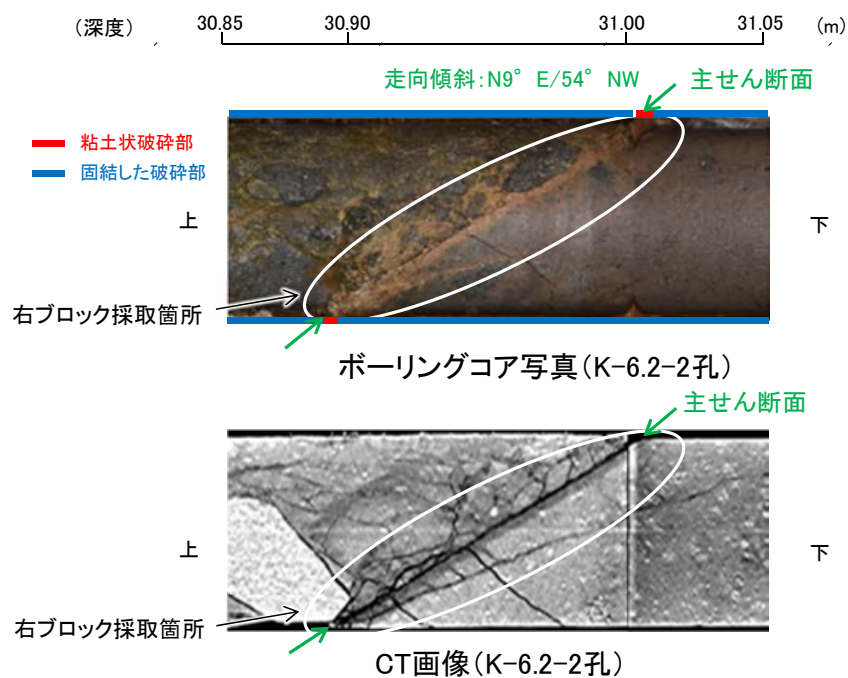 （深度）
30.85
30.90
31.00
31.05
(m)
走向傾斜：N9° E/54° NW
主せん断面
粘土状破砕部
固結した破砕部
上
下
右ブロック採取箇所
ボーリングコア写真（K-6.2-2孔）
主せん断面
上
下
右ブロック採取箇所
CT画像（K-6.2-2孔）